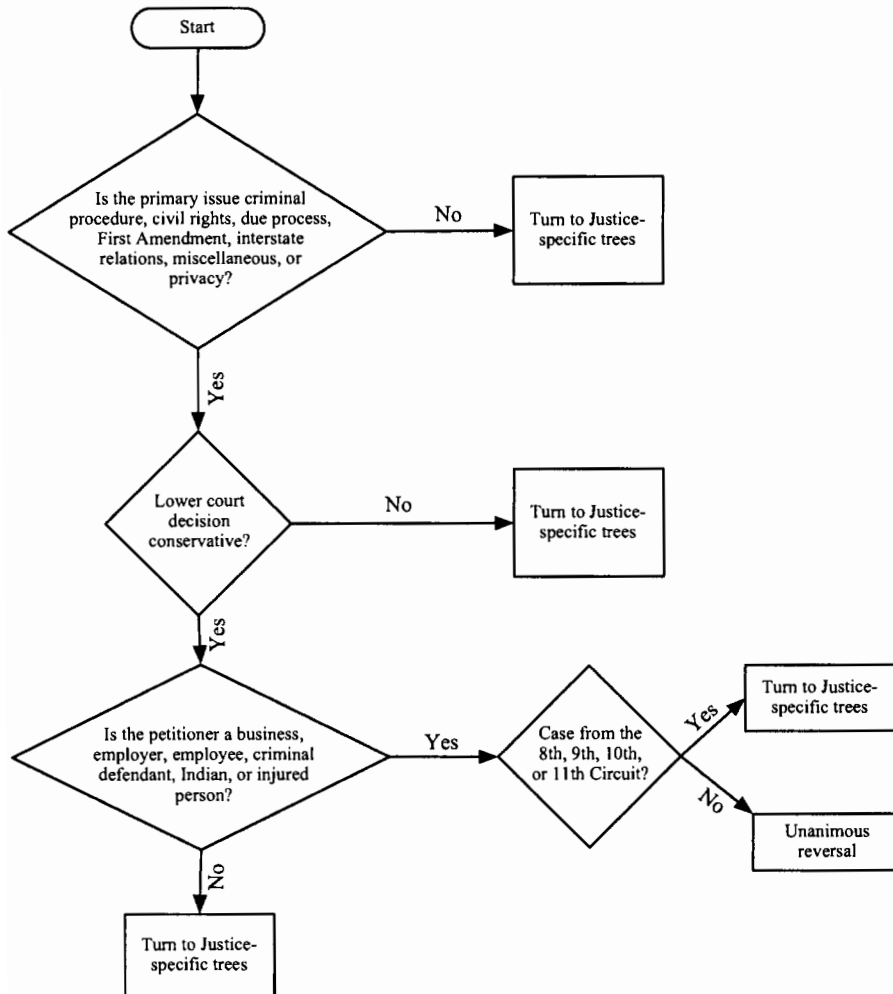 Start
Is the primary issue criminal
procedure, civil rights, due process,
First Amendment, interstate
relations, miscellaneous, or
privacy?
No
Turn to Justice-
specific trees
Yes
Lower court
decision
conservative?
No
Turn to Justice-
specific trees
Yes
Is the petitioner a business,
employer, employee, criminal
defendant, Indian, or injured
person?
Yes
Case from the
8th, 9th, 10th,
or 11th Circuit?
Yes
Turn to Justice-
specific trees
No
Unanimous
reversal
No
Turn to Justice-
specific trees